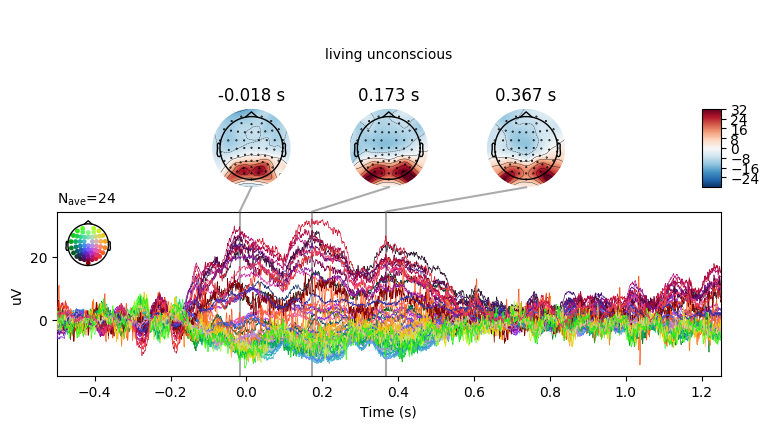 living unconscious
-0.018 s 0.173 s 0.367 s
32
24
16
8
0
−8
−16
−24
Nave=24
uV
20
0
−0.4 −0.2 0.0 0.2 0.4 0.6 0.8 1.0 1.2
Time (s)